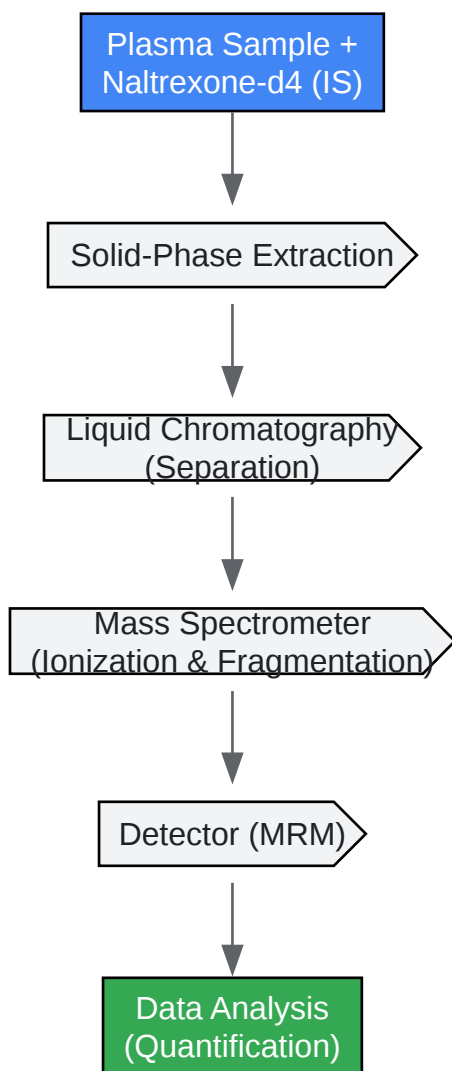 Plasma Sample +
Naltrexone-d4 (IS)
Solid-Phase Extraction
Liquid Chromatography
(Separation)
Mass Spectrometer
(Ionization & Fragmentation)
Detector (MRM)
Data Analysis
(Quantification)